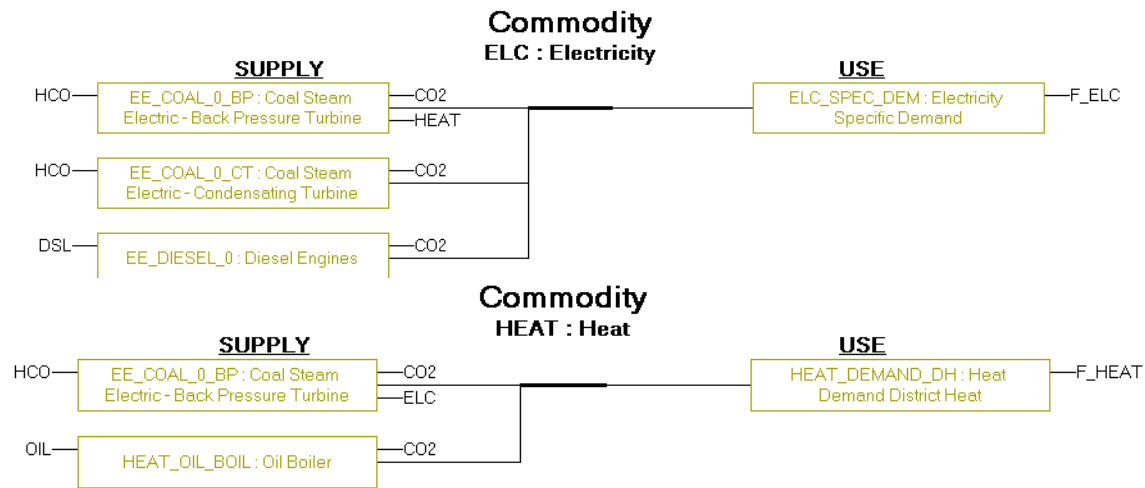 Commodity
ELC : Electricity
SUPPLY
USE
HCO
EE_COAL_0_BP : Coal Steam
Electric - Back Pressure Turbine
CO2
HEAT
ELC_SPEC_DEM : Electricity
Specific Demand
F_ELC
HCO
EE_COAL_0_CT : Coal Steam
Electric - Condensating Turbine
CO2
DSL
EE_DIESEL_0 : Diesel Engines
CO2
Commodity
HEAT : Heat
SUPPLY
USE
HCO
EE_COAL_0_BP : Coal Steam
Electric - Back Pressure Turbine
CO2
ELC
HEAT_DEMAND_DH : Heat
Demand District Heat
F_HEAT
OIL
HEAT_OIL_BOIL : Oil Boiler
CO2